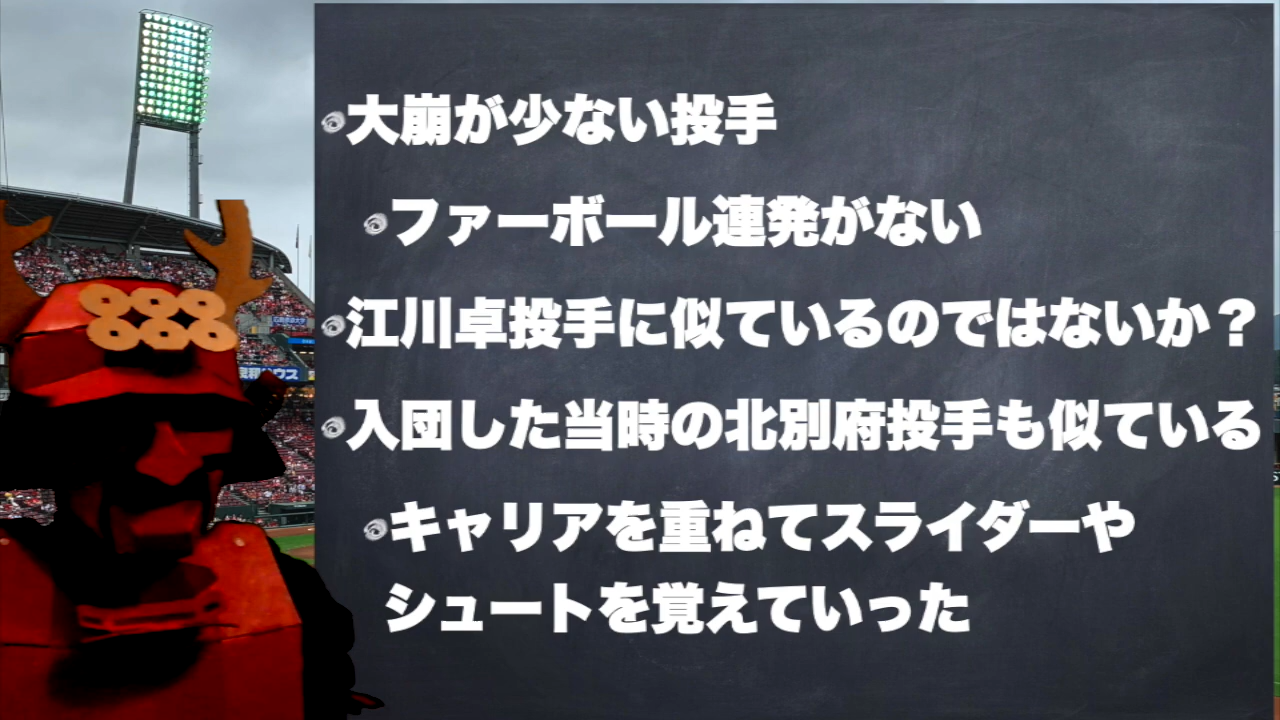 大崩が少ない投手
ファーボール連発がない
江川卓投手に似ているのではないか？
入団した当時の北別府投手も似ている
キャリアを重ねてスライダーや
シュートを覚えていった